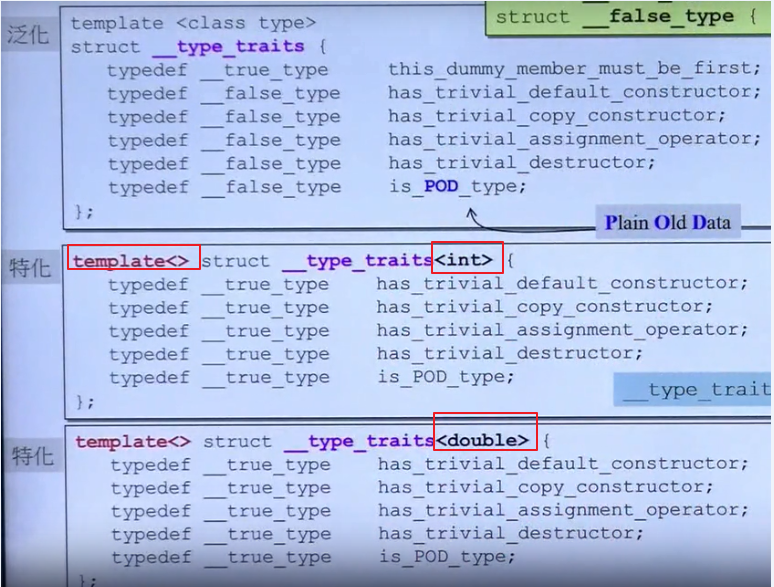 struct __false_type {
泛化
template <class type>
struct __type_traits {
typedef __true_type this_dummy_member_must_be_first;
typedef __false_type has_trivial_default_constructor;
typedef __false_type has_trivial_copy_constructor;
typedef __false_type has_trivial_assignment_operator;
typedef __false_type has_trivial_destructor;
typedef __false_type is_POD_type;
};
Plain Old Data
特化
template<> struct __type_traits<int> {
typedef __true_type has_trivial_default_constructor;
typedef __true_type has_trivial_copy_constructor;
typedef __true_type has_trivial_assignment_operator;
typedef __true_type has_trivial_destructor;
typedef __true_type is_POD_type;
};
__type_trait
特化
template<> struct __type_traits<double> {
typedef __true_type has_trivial_default_constructor;
typedef __true_type has_trivial_copy_constructor;
typedef __true_type has_trivial_assignment_operator;
typedef __true_type has_trivial_destructor;
typedef __true_type is_POD_type;
};